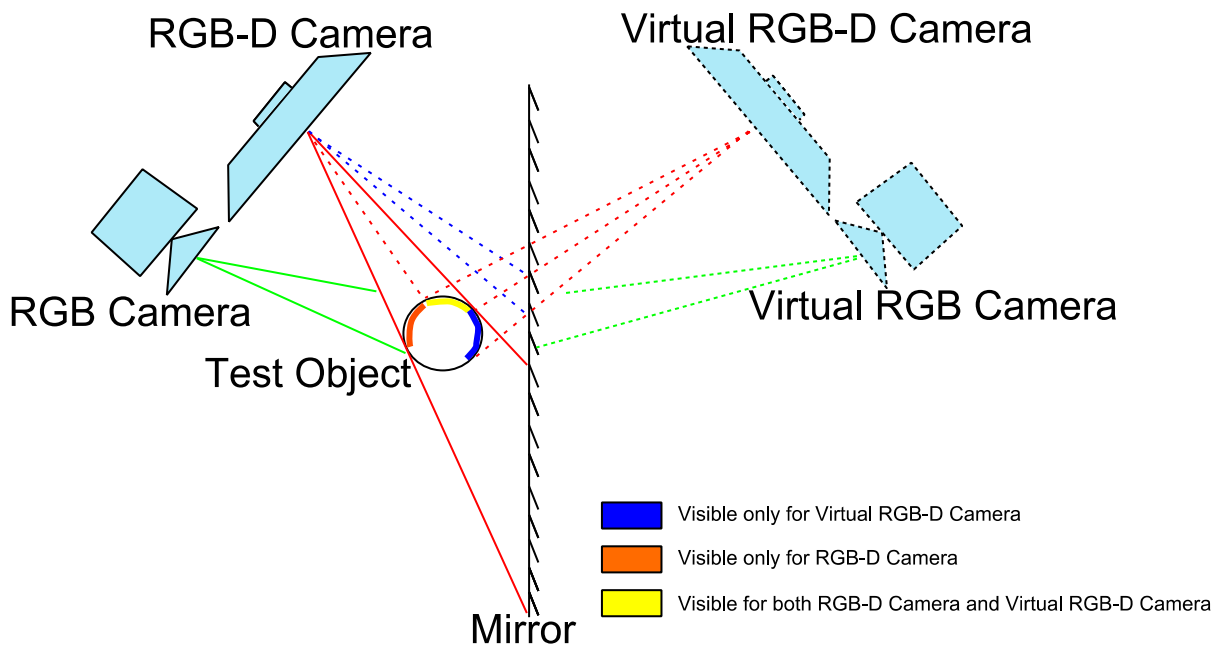 RGB-D Camera
Virtual RGB-D Camera
RGB Camera
Virtual RGB Camera
Test Object
Visible only for Virtual RGB-D Camera
Visible only for RGB-D Camera
Visible for both RGB-D Camera and Virtual RGB-D Camera
Mirror